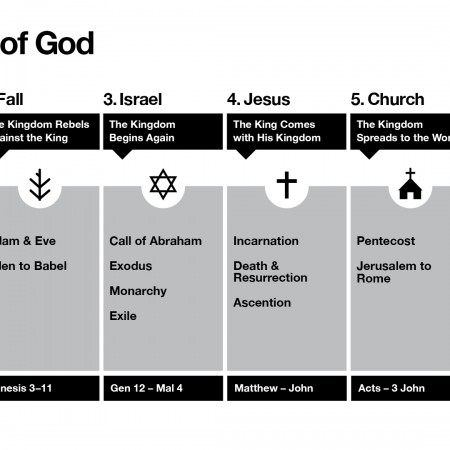 of God
Fall
e Kingdom Rebels
ainst the King
dam & Eve
den to Babel
nesis 3–11
3. Israel
The Kingdom
Begins Again
Call of Abraham
Exodus
Monarchy
Exile
Gen 12 – Mal 4
4. Jesus
The King Comes
with His Kingdom
Incarnation
Death &
Resurrection
Ascention
Matthew – John
5. Church
The Kingdom
Spreads to the Wor
Pentecost
Jerusalem to
Rome
Acts – 3 John